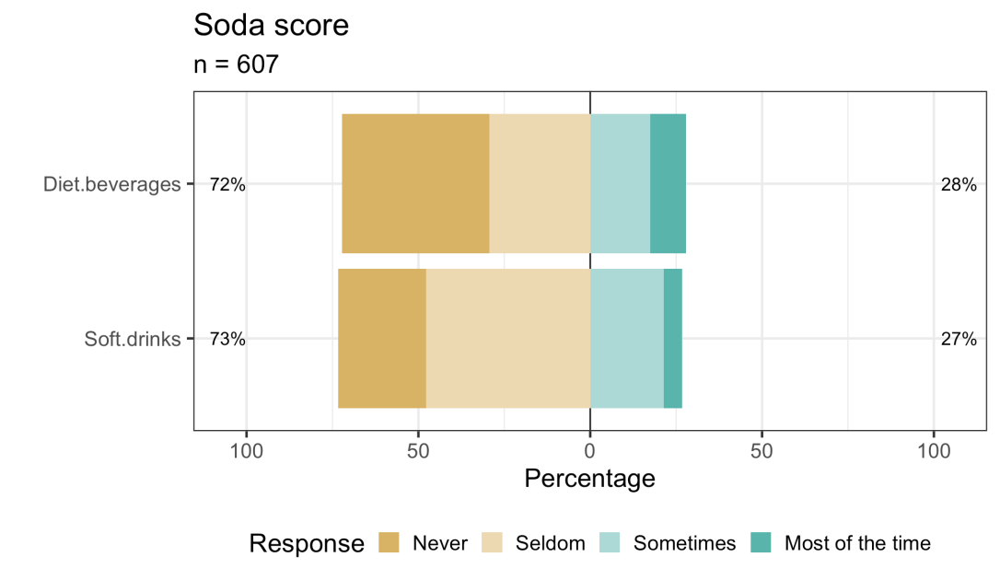 Soda score
n = 607
Diet.beverages 72% 28%
Soft.drinks 73% 27%
100 50 0 50 100
Percentage
Response Never Seldom Sometimes Most of the time